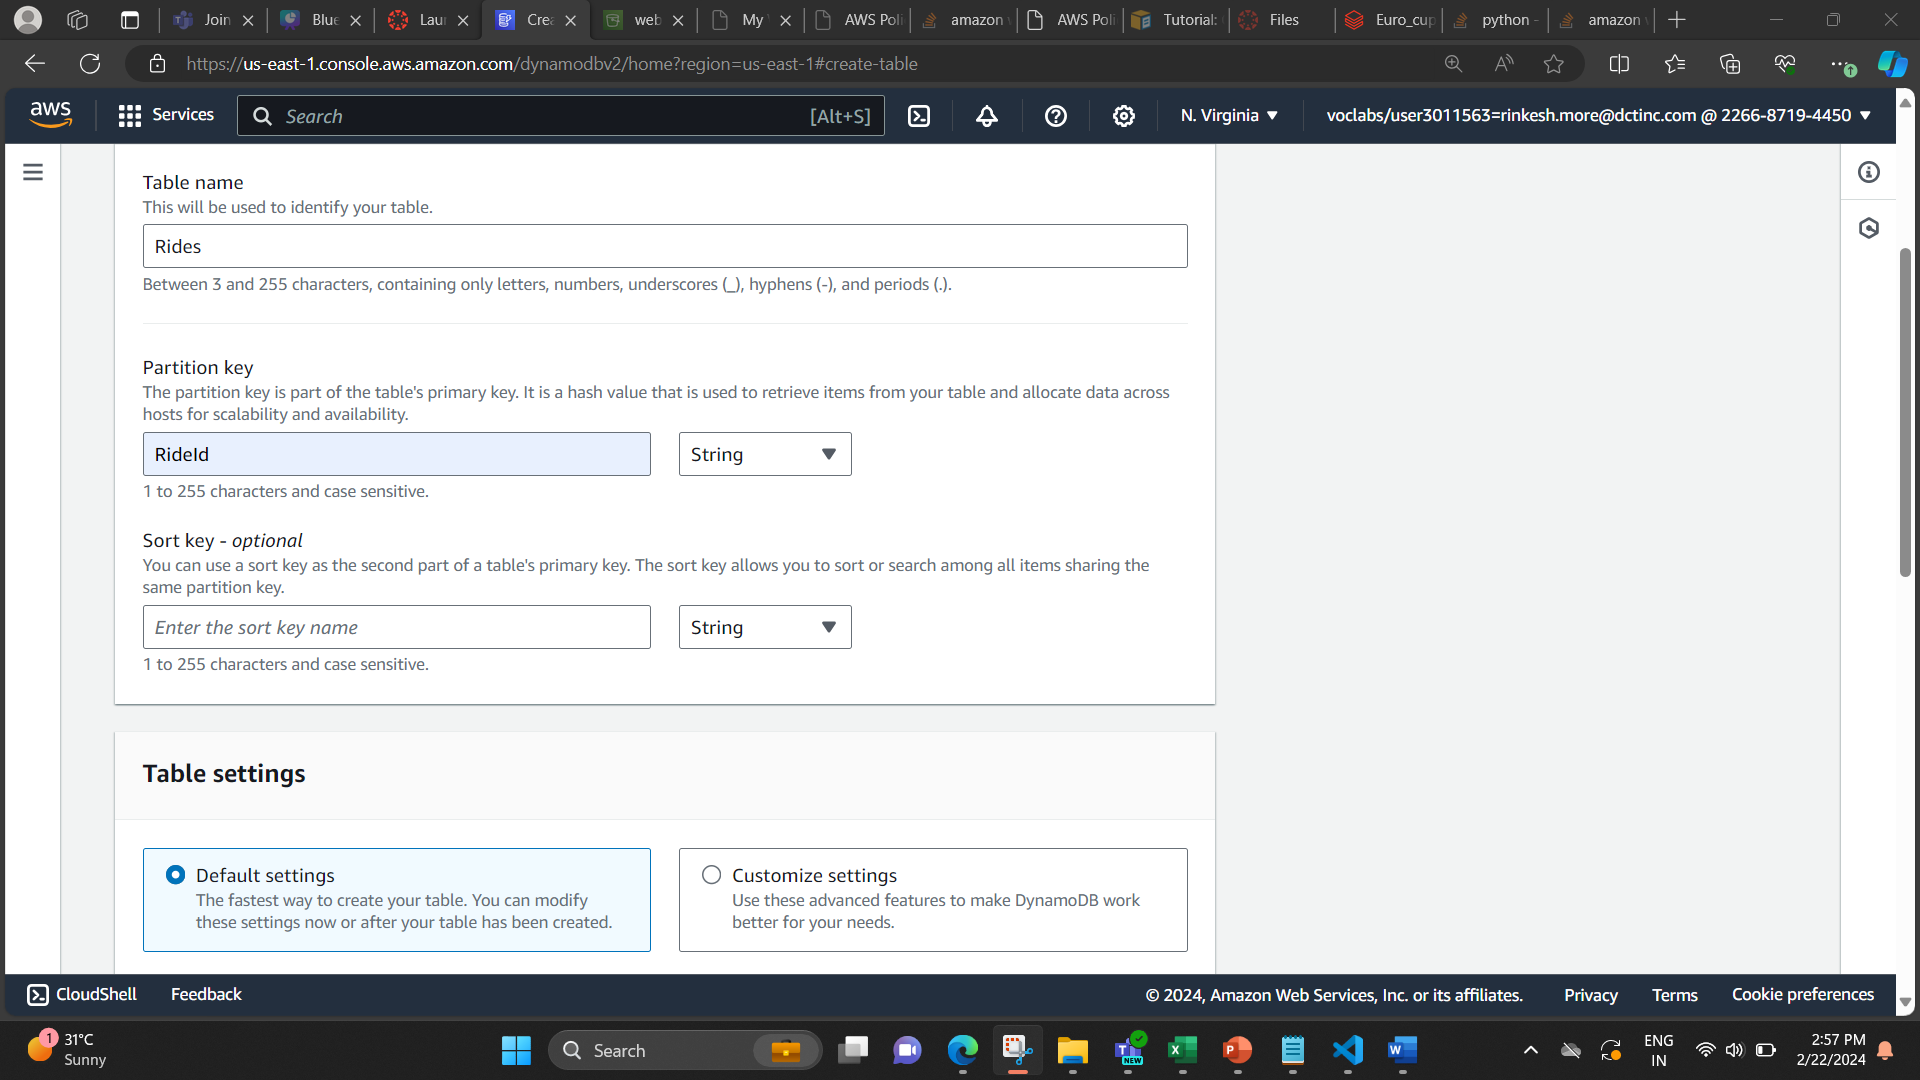 Join
Blue
Lau
Crea
web
My
AWS Poli
amazon
AWS Poli
Tutorial:
Files
Euro_cup
python -
amazon
https://us-east-1.console.aws.amazon.com/dynamodbv2/home?region=us-east-1#create-table
aws
Services
Search
[Alt+S]
N. Virginia
voclabs/user3011563=rinkesh.more@dctinc.com @ 2266-8719-4450
Table name
This will be used to identify your table.
Rides
Between 3 and 255 characters, containing only letters, numbers, underscores (_), hyphens (-), and periods (.).
Partition key
The partition key is part of the table's primary key. It is a hash value that is used to retrieve items from your table and allocate data across
hosts for scalability and availability.
RideId
String
1 to 255 characters and case sensitive.
Sort key - optional
You can use a sort key as the second part of a table's primary key. The sort key allows you to sort or search among all items sharing the
same partition key.
Enter the sort key name
String
1 to 255 characters and case sensitive.
Table settings
Default settings
The fastest way to create your table. You can modify
these settings now or after your table has been created.
Customize settings
Use these advanced features to make DynamoDB work
better for your needs.
CloudShell
Feedback
© 2024, Amazon Web Services, Inc. or its affiliates.
Privacy
Terms
Cookie preferences
1
31°C
Sunny
Search
NEW
ENG
IN
2:57 PM
2/22/2024